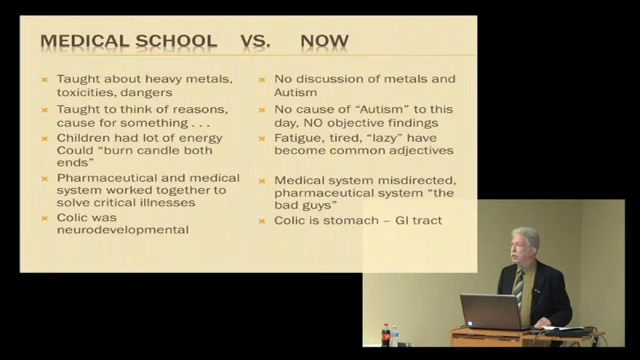 MEDICAL SCHOOL VS. NOW
Taught about heavy metals,
toxicities, dangers
Taught to think of reasons,
cause for something . . .
Children had lot of energy
Could "burn candle both
ends"
Pharmaceutical and medical
system worked together to
solve critical illnesses
Colic was
neurodevelopmental
No discussion of metals and
Autism
No cause of "Autism" to this
day, NO objective findings
Fatigue, tired, "lazy" have
become common adjectives
Medical system misdirected,
pharmaceutical system "the
bad guys"
Colic is stomach – GI tract